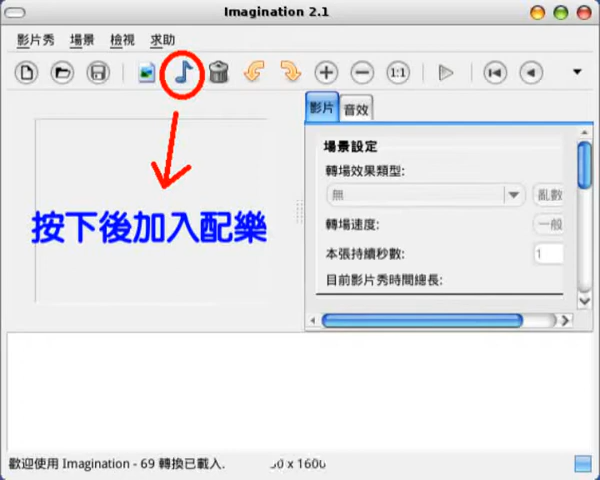 Imagination 2.1
影片秀 場景 檢視 求助
1:1
影片 音效
場景設定
轉場效果類型:
無 亂數
轉場速度: 一般
按下後加入配樂
本張持續秒數: 1
目前影片秀時間總長:
歡迎使用 Imagination - 69 轉換已載入.